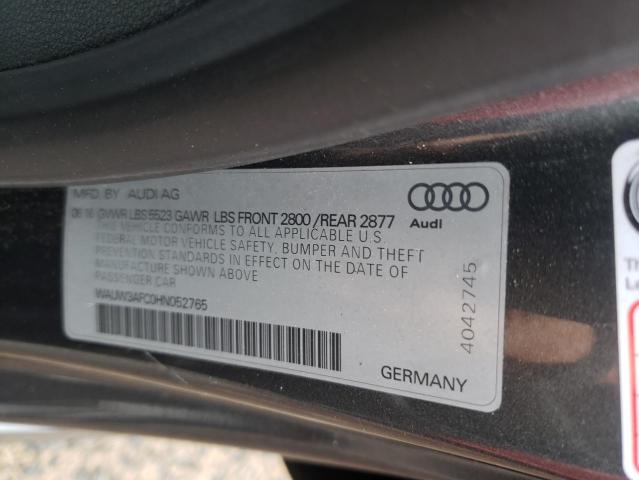 MFD. BY AUDI AG
Audi
06 16 GVWR LBS 5523 GAWR LBS FRONT 2800 /REAR 2877
THIS VEHICLE CONFORMS TO ALL APPLICABLE U.S.
FEDERAL MOTOR VEHICLE SAFETY, BUMPER AND THEFT
PREVENTION STANDARDS IN EFFECT ON THE DATE OF
MANUFACTURE SHOWN ABOVE
PASSENGER CAR
WAUW3AFC0HN052765
4042745
GERMANY